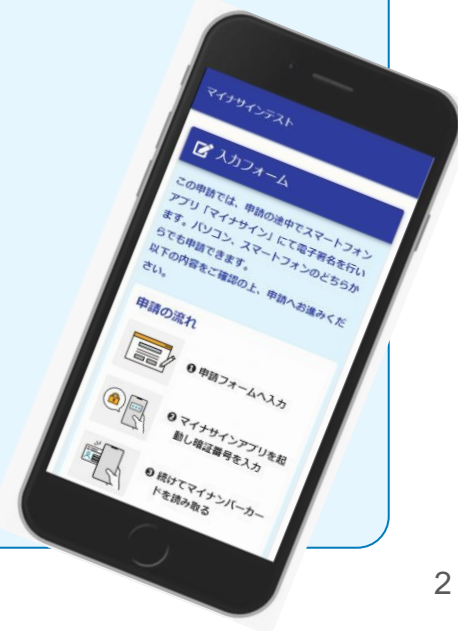 マイナサインテスト
入力フォーム
この申請では、申請の途中でスマートフォン
アプリ「マイナサイン」にて電子署名を行い
ます。パソコン、スマートフォンのどちらか
らでも申請できます。
以下の内容をご確認の上、申請へお進みくだ
さい。
申請の流れ
❶ 申請フォームへ入力
❷ マイナサインアプリを起
動し暗証番号を入力
❸ 続けてマイナンバーカー
ドを読み取る
2